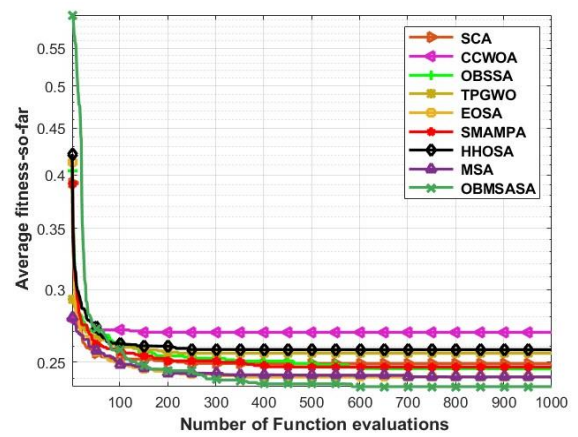 Average fitness-so-far
0.55
0.5
0.45
0.4
0.35
0.3
0.25
SCA
CCWOA
OBSSA
TPGWO
EOSA
SMAMPA
HHOSA
MSA
OBMSASA
100 200 300 400 500 600 700 800 900 1000
Number of Function evaluations